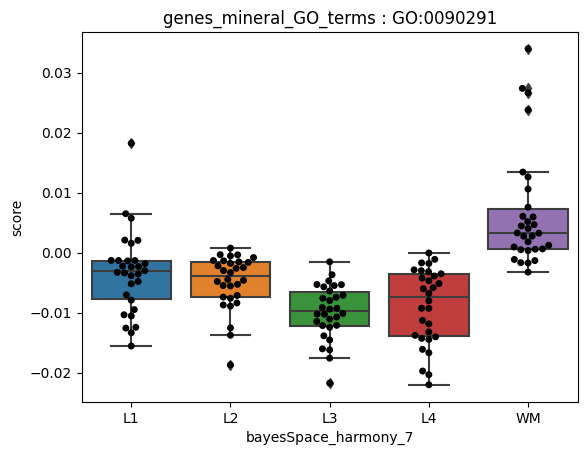 genes_mineral_GO_terms : GO:0090291
0.03
0.02
0.01
0.00
−0.01
−0.02
score
L1 L2 L3 L4 WM
bayesSpace_harmony_7